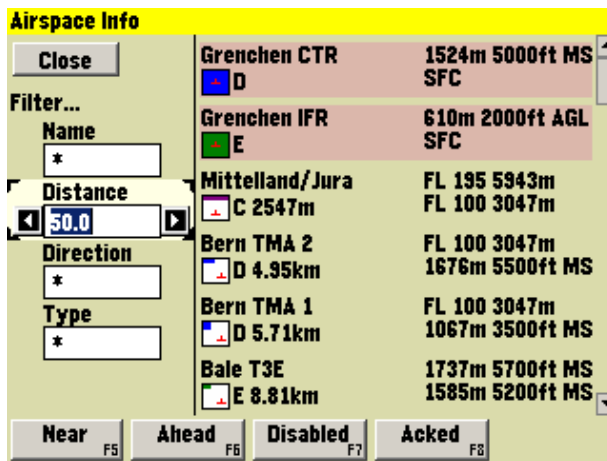 Airspace Info
Close
Filter...
Name
*
Distance
50.0
Direction
*
Type
*
Grenchen CTR 1524m 5000ft MS
D SFC
Grenchen IFR 610m 2000ft AGL
E SFC
Mittelland/Jura FL 195 5943m
C 2547m FL 100 3047m
Bern TMA 2 FL 100 3047m
D 4.95km 1676m 5500ft MS
Bern TMA 1 FL 100 3047m
D 5.71km 1067m 3500ft MS
Bale T3E 1737m 5700ft MS
E 8.81km 1585m 5200ft MS
Near F5 Ahead F6 Disabled F7 Acked F8